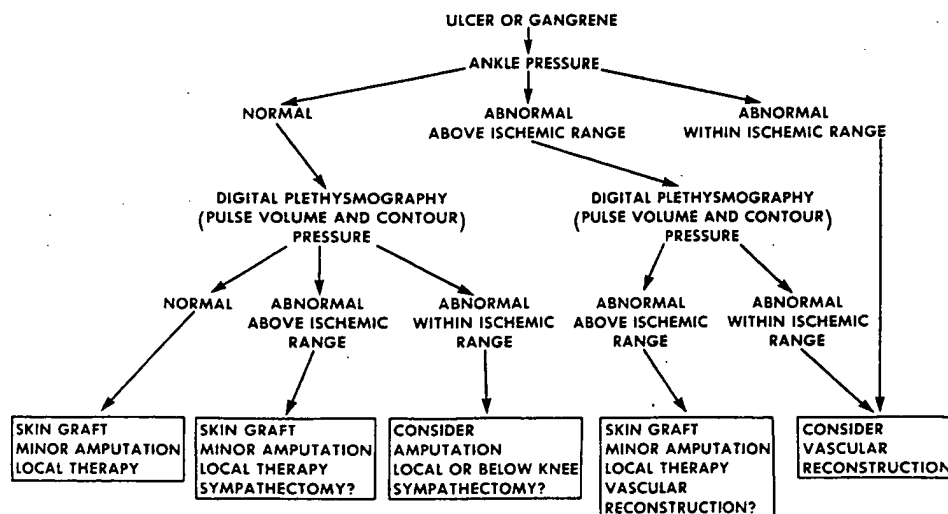 ULCER OR GANGRENE
ANKLE PRESSURE
NORMAL
ABNORMAL
ABOVE ISCHEMIC RANGE
ABNORMAL
WITHIN ISCHEMIC RANGE
DIGITAL PLETHYSMOGRAPHY
(PULSE VOLUME AND CONTOUR)
PRESSURE
DIGITAL PLETHYSMOGRAPHY
(PULSE VOLUME AND CONTOUR)
PRESSURE
NORMAL
ABNORMAL
ABOVE ISCHEMIC
RANGE
ABNORMAL
WITHIN ISCHEMIC
RANGE
ABNORMAL
ABOVE ISCHEMIC
RANGE
ABNORMAL
WITHIN ISCHEMIC
RANGE
SKIN GRAFT
MINOR AMPUTATION
LOCAL THERAPY
SKIN GRAFT
MINOR AMPUTATION
LOCAL THERAPY
SYMPATHECTOMY?
CONSIDER
AMPUTATION
LOCAL OR BELOW KNEE
SYMPATHECTOMY?
SKIN GRAFT
MINOR AMPUTATION
LOCAL THERAPY
VASCULAR
RECONSTRUCTION?
CONSIDER
VASCULAR
RECONSTRUCTION